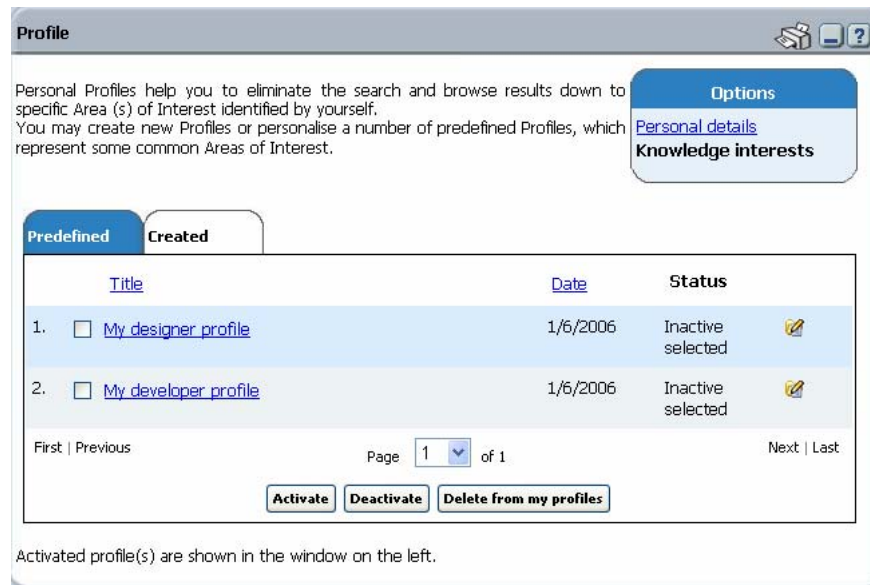 Profile
Personal Profiles help you to eliminate the search and browse results down to
specific Area (s) of Interest identified by yourself.
You may create new Profiles or personalise a number of predefined Profiles, which
represent some common Areas of Interest.
Options
Personal details
Knowledge interests
Predefined
Created
Title Date Status
1. My designer profile 1/6/2006 Inactive
selected
2. My developer profile 1/6/2006 Inactive
selected
First | Previous Page 1 of 1 Next | Last
Activate Deactivate Delete from my profiles
Activated profile(s) are shown in the window on the left.